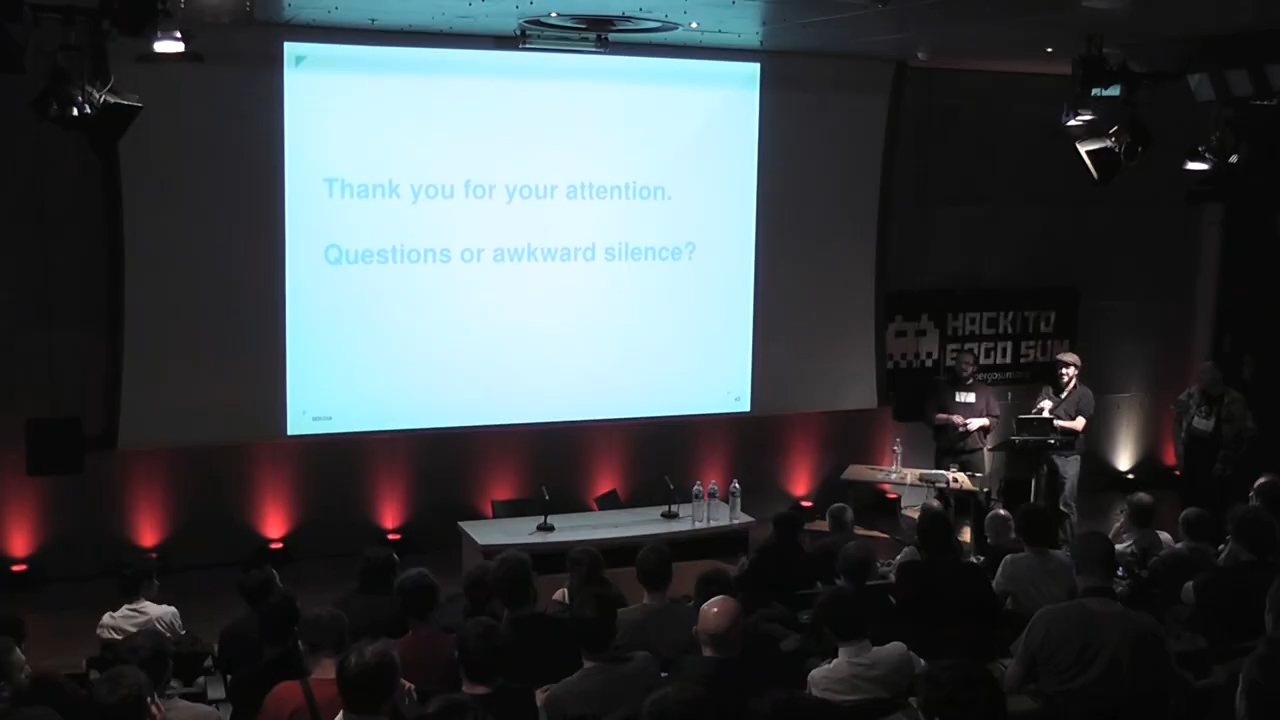 Thank you for your attention.
Questions or awkward silence?
HACKITO
ERGO SUM